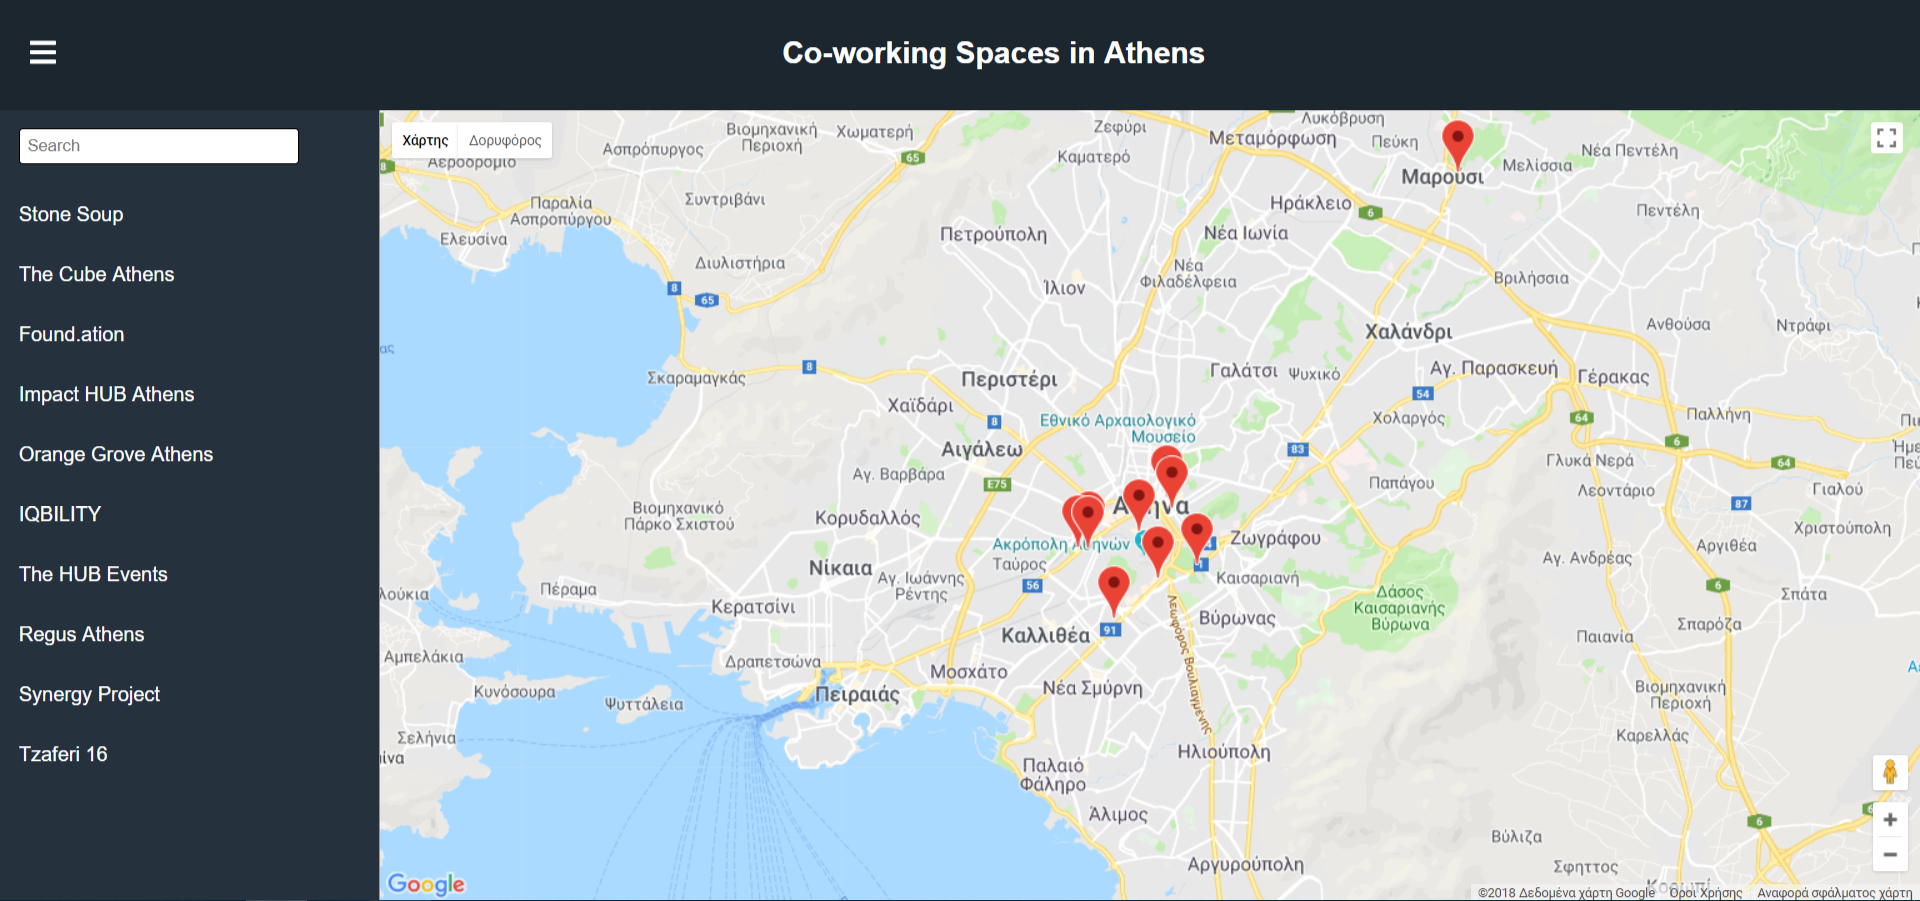 Co-working Spaces in Athens
Search
Stone Soup
The Cube Athens
Found.ation
Impact HUB Athens
Orange Grove Athens
IQBILITY
The HUB Events
Regus Athens
Synergy Project
Tzaferi 16
Χάρτης
Δορυφόρος
Ασπρόπυργος
Βιομηχανική
Περιοχή
Χωματερή
Ζεφύρι
Καματερό
Μεταμόρφωση
Λυκόβρυση
Πεύκη
Μαρούσι
Μελίσσια
Νέα Πεντέλη
8
Αεροδρόμιο
65
Παραλία
Ασπροπύργου
Συντριβάνι
Ελευσίνα
Πετρούπολη
Ηράκλειο
6
Νέα Ιωνία
Πεντέλη
Διυλιστήρια
8
65
Ίλιον
Νέα
Φιλαδέλφεια
Βριλήσσια
Χαλάνδρι
Ανθούσα
Ντράφι
Σκαραμαγκάς
8
Περιστέρι
Γαλάτσι
Ψυχικό
Αγ. Παρασκευή
Γέρακας
54
Χαϊδάρι
8
Εθνικό Αρχαιολογικό
Μουσείο
Χολαργός
64
Παλλήνη
Αιγάλεω
83
6
64
Αγ. Βαρβάρα
E75
Παπάγου
Γλυκά Νερά
Λεοντάριο
Γιαλού
87
Βιομηχανικό
Πάρκο Σχιστού
Κορυδαλλός
Χριστούπολη
Ακρόπολη
Ζωγράφου
Αργιθέα
Αγ. Ανδρέας
Ταύρος
Νίκαια
Αγ. Ιωάννης
Ρέντης
56
1
Καισαριανή
6
Πέραμα
Δάσος
Καισαριανής
Βύρωνα
Σπάτα
Κερατσίνι
Βύρωνας
Καλλιθέα
91
Σπαρόζα
Παιανία
Αμπελάκια
Δραπετσώνα
Μοσχάτο
Λεωφόρος Βουλιαγμένης
Κυνόσουρα
Ψυττάλεια
Πειραιάς
Νέα Σμύρνη
Βιομηχανική
Περιοχή
Σελήνια
Ηλιούπολη
Καρελλάς
Παλαιό
Φάληρο
Άλιμος
6
Βύλιζα
Αργυρούπολη
Σφηττος
Google
©2018 Δεδομένα χάρτη Google
Όροι Χρήσης
Αναφορά σφάλματος χάρτη